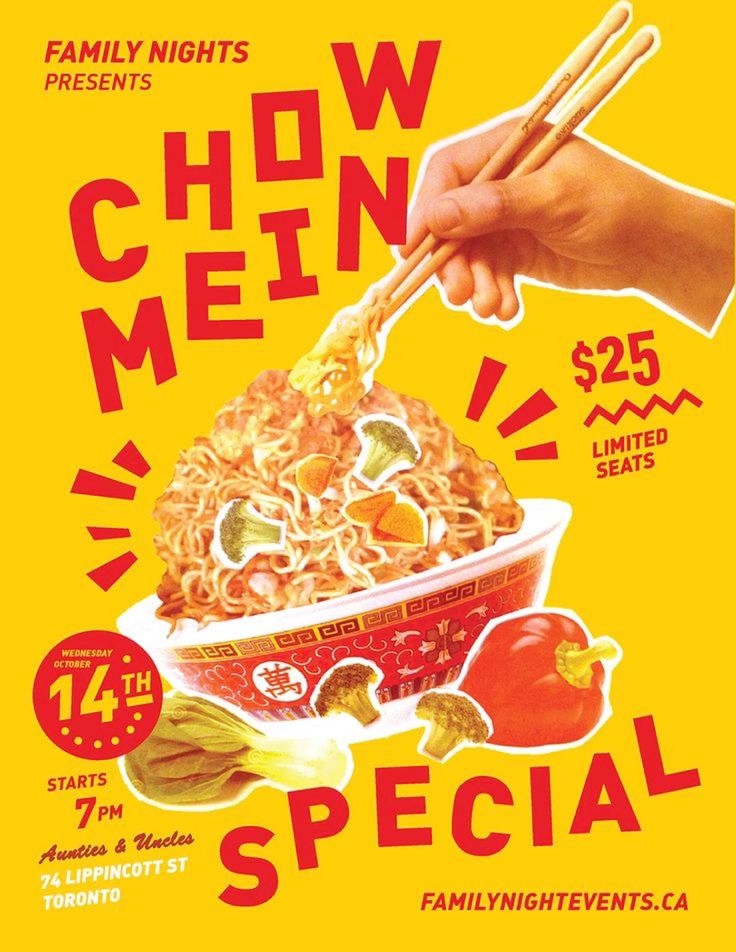 FAMILY NIGHTS
PRESENTS
CHOW
MEIN
$25
LIMITED
SEATS
萬
WEDNESDAY
OCTOBER
14TH
STARTS
7PM
Aunties & Uncles
74 LIPPINCOTT ST
TORONTO
SPECIAL
FAMILYNIGHTEVENTS.CA